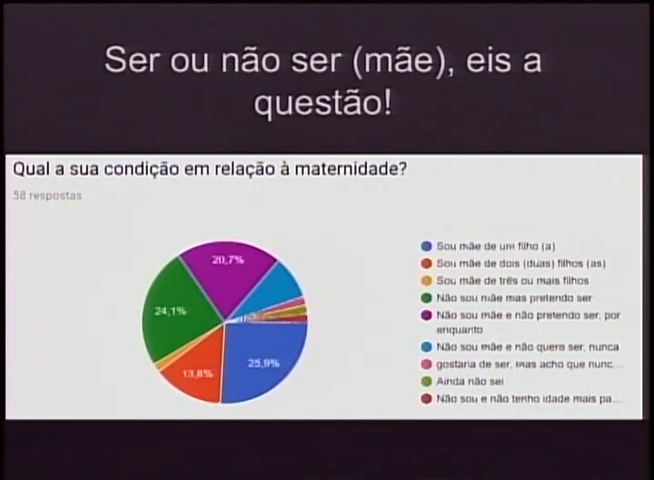 Ser ou não ser (mãe), eis a
questão!
Qual a sua condição em relação à maternidade?
58 respostas
20,7%
24,1%
13,8%
25,9%
Sou mãe de um filho (a)
Sou mãe de dois (duas) filhos (as)
Sou mãe de três ou mais filhos
Não sou mãe mas pretendo ser
Não sou mãe e não pretendo ser, por
enquanto
Não sou mãe e não quero ser, nunca
gostaria de ser, mas acho que nunc...
Ainda não sei
Não sou e não tenho idade mais pa...